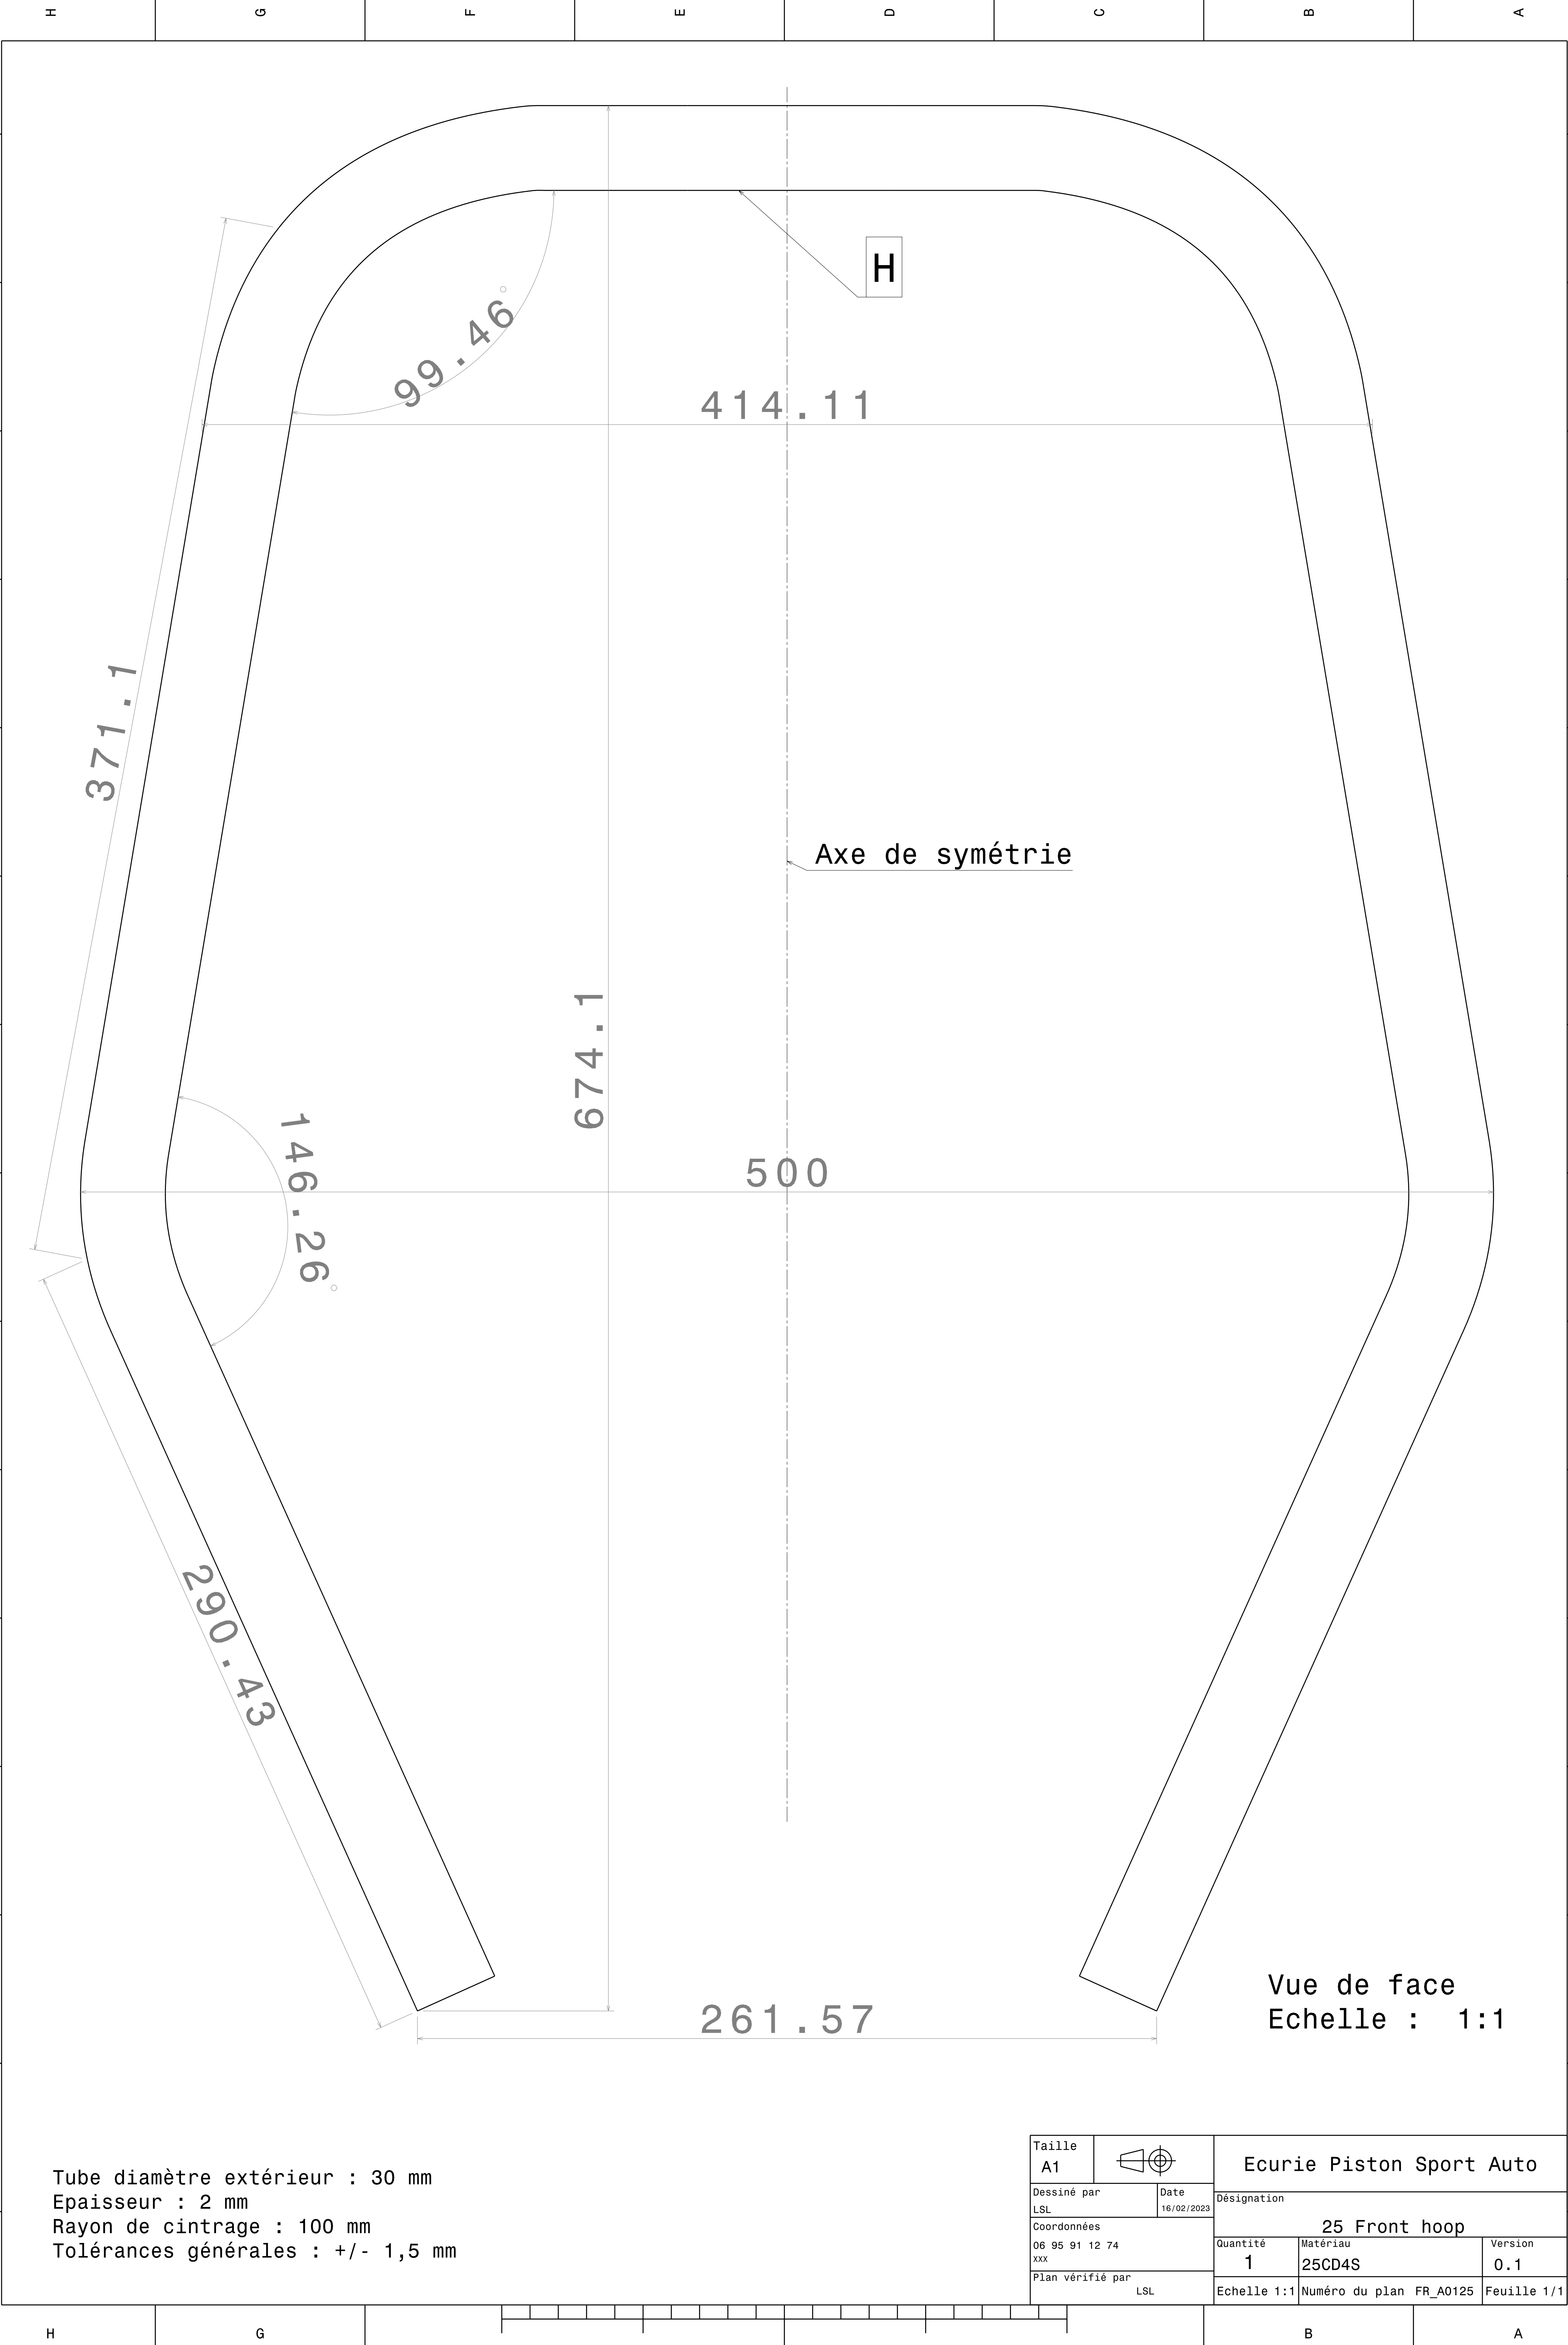 H G F E D C B A
H
99.46°
414.11
371.1
Axe de symétrie
674.1
146.26°
500
290.43
261.57
Vue de face
Echelle : 1:1
Tube diamètre extérieur : 30 mm
Epaisseur : 2 mm
Rayon de cintrage : 100 mm
Tolérances générales : +/- 1,5 mm
Taille
A1
Ecurie Piston Sport Auto
Dessiné par
LSL
Date
16/02/2023
Désignation
25 Front hoop
Coordonnées
06 95 91 12 74
xxx
Quantité
1
Matériau
25CD4S
Version
0.1
Plan vérifié par
LSL
Echelle 1:1
Numéro du plan FR_A0125
Feuille 1/1
H G B A